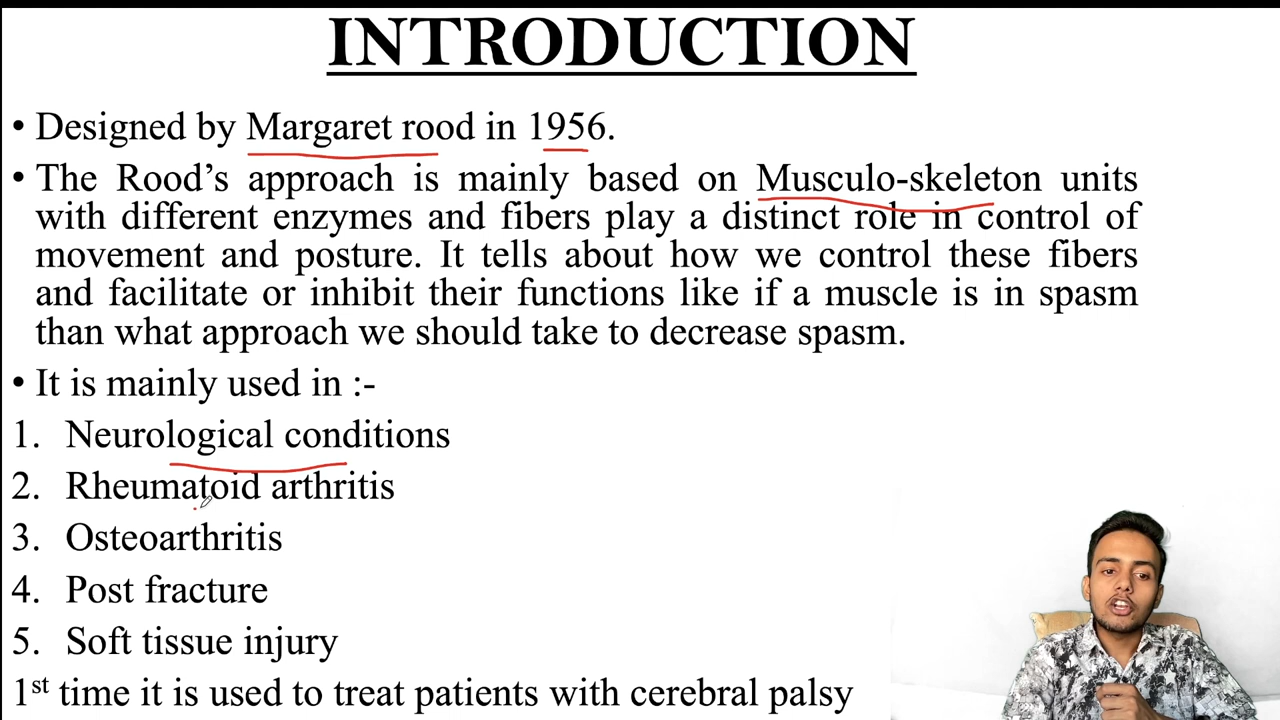 INTRODUCTION
• Designed by Margaret rood in 1956.
• The Rood's approach is mainly based on Musculo-skeleton units
with different enzymes and fibers play a distinct role in control of
movement and posture. It tells about how we control these fibers
and facilitate or inhibit their functions like if a muscle is in spasm
than what approach we should take to decrease spasm.
• It is mainly used in :-
1. Neurological conditions
2. Rheumatoid arthritis
3. Osteoarthritis
4. Post fracture
5. Soft tissue injury
1st time it is used to treat patients with cerebral palsy